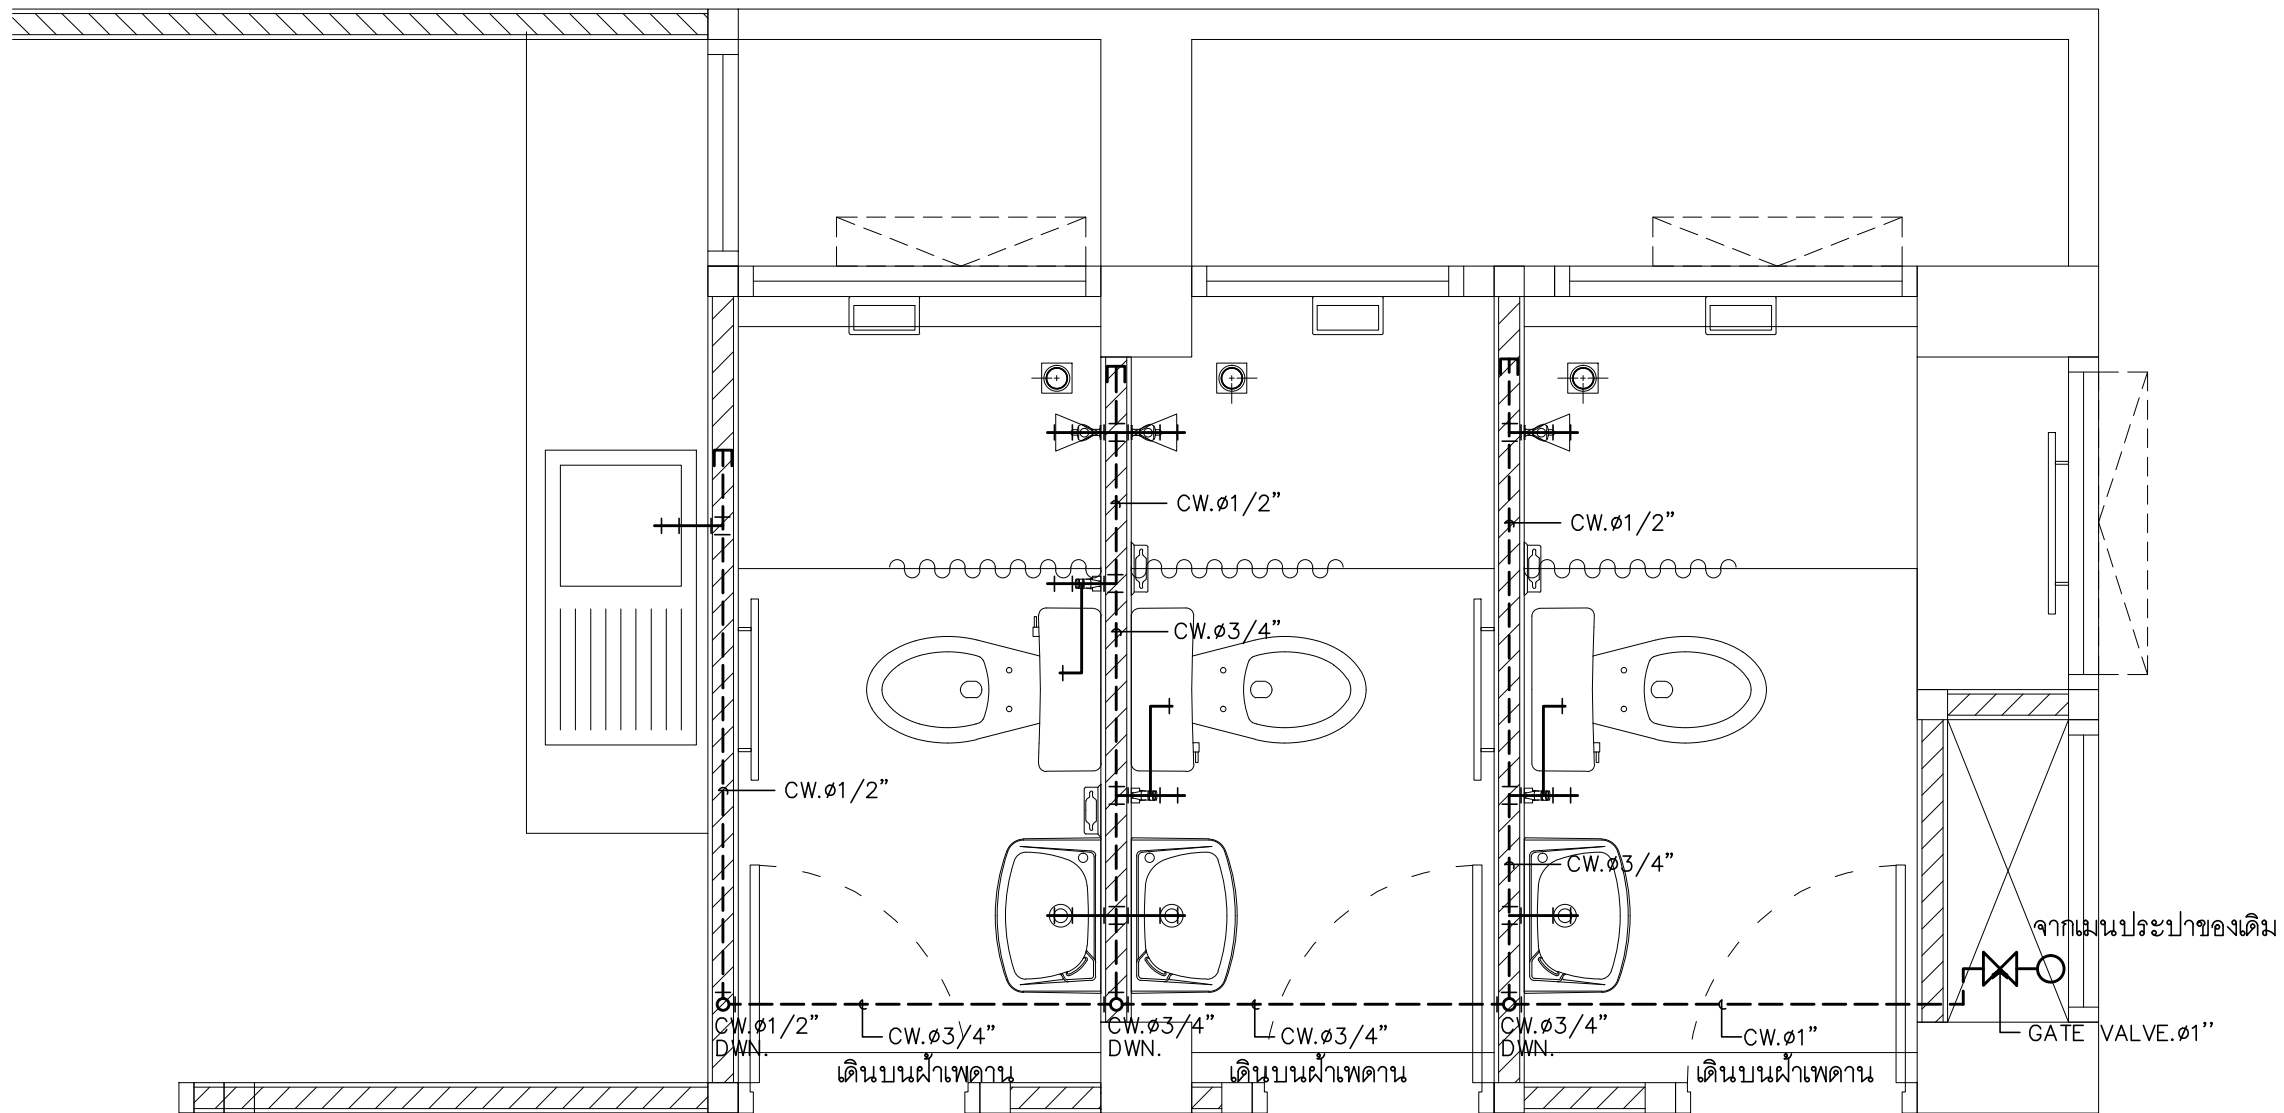 CW.ø1/2”
CW.ø1/2”
CW.ø3/4”
CW.ø1/2”
CW.ø3/4”
จากเมนประปาของเดิม
CW.ø1/2”
DWN.
CW.ø3/4”
เดินบนฝ้าเพดาน
CW.ø3/4”
DWN.
CW.ø3/4”
เดินบนฝ้าเพดาน
CW.ø3/4”
DWN.
CW.ø1”
เดินบนฝ้าเพดาน
GATE VALVE.ø1’’